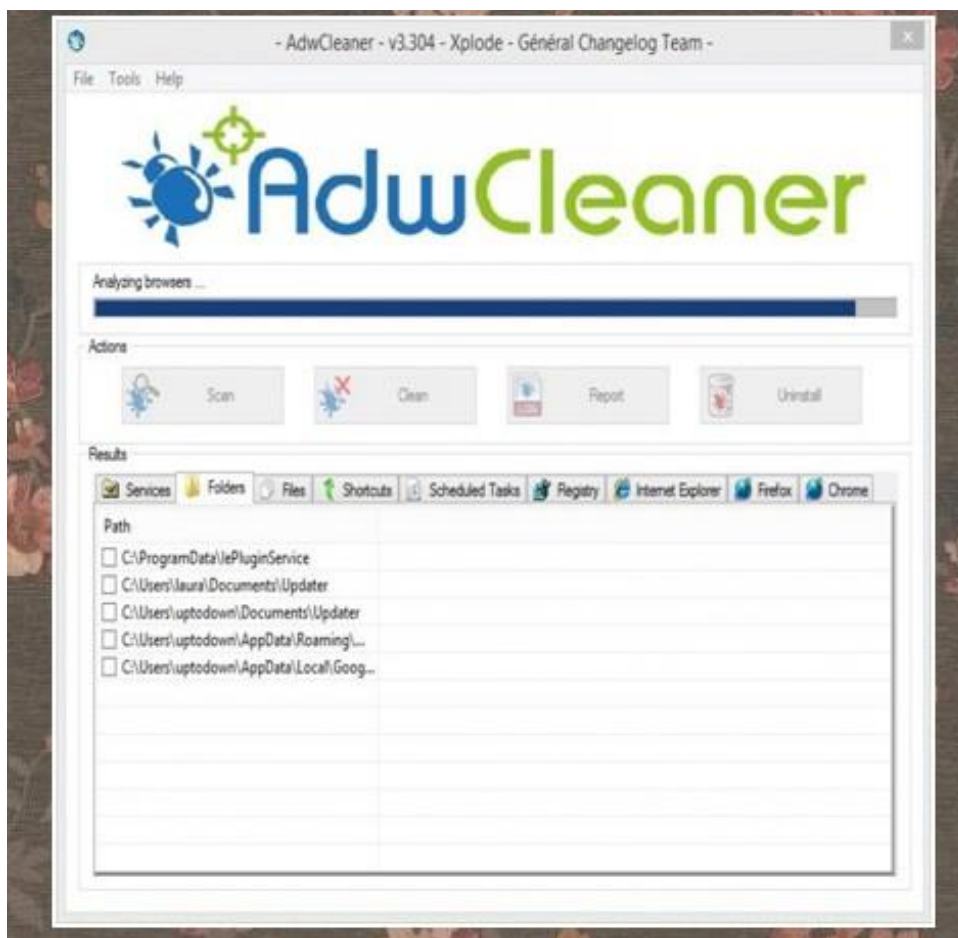 - AdwCleaner - v3.304 - Xplode - Général Changelog Team -
File Tools Help
AdwCleaner
Analyzing browsers ...
Actions
Scan Clean Report Uninstall
Results
Services Folders Files Shortcuts Scheduled Tasks Registry Internet Explorer Firefox Chrome
Path
C:\ProgramData\IePluginService
C:\Users\laura\Documents\Updater
C:\Users\uptodown\Documents\Updater
C:\Users\uptodown\AppData\Roaming\...
C:\Users\uptodown\AppData\Local\Goog...